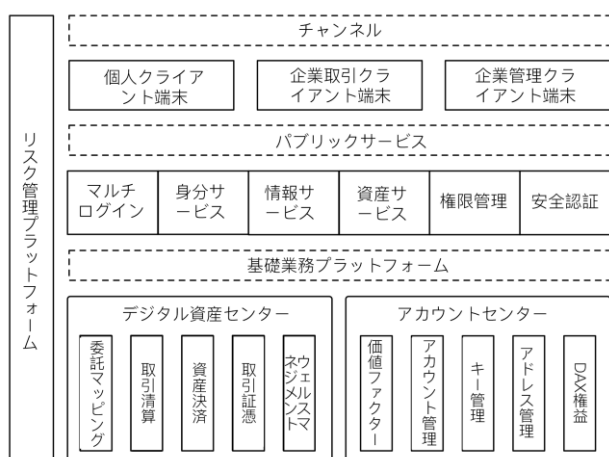 リスク管理プラットフォーム
チャンネル
個人クライア
ント端末
企業取引クラ
イアント端末
企業管理クラ
イアント端末
パブリックサービス
マルチ
ログイン
身分サ
ービス
情報サ
ービス
資産サ
ービス
権限管理
安全認証
基礎業務プラットフォーム
デジタル資産センター
委託マッピング
取引清算
資産決済
取引証憑
ウェルスマ
ネジメント
アカウントセンター
価値ファクター
アカウント管理
キー管理
アドレス管理
DAX権益